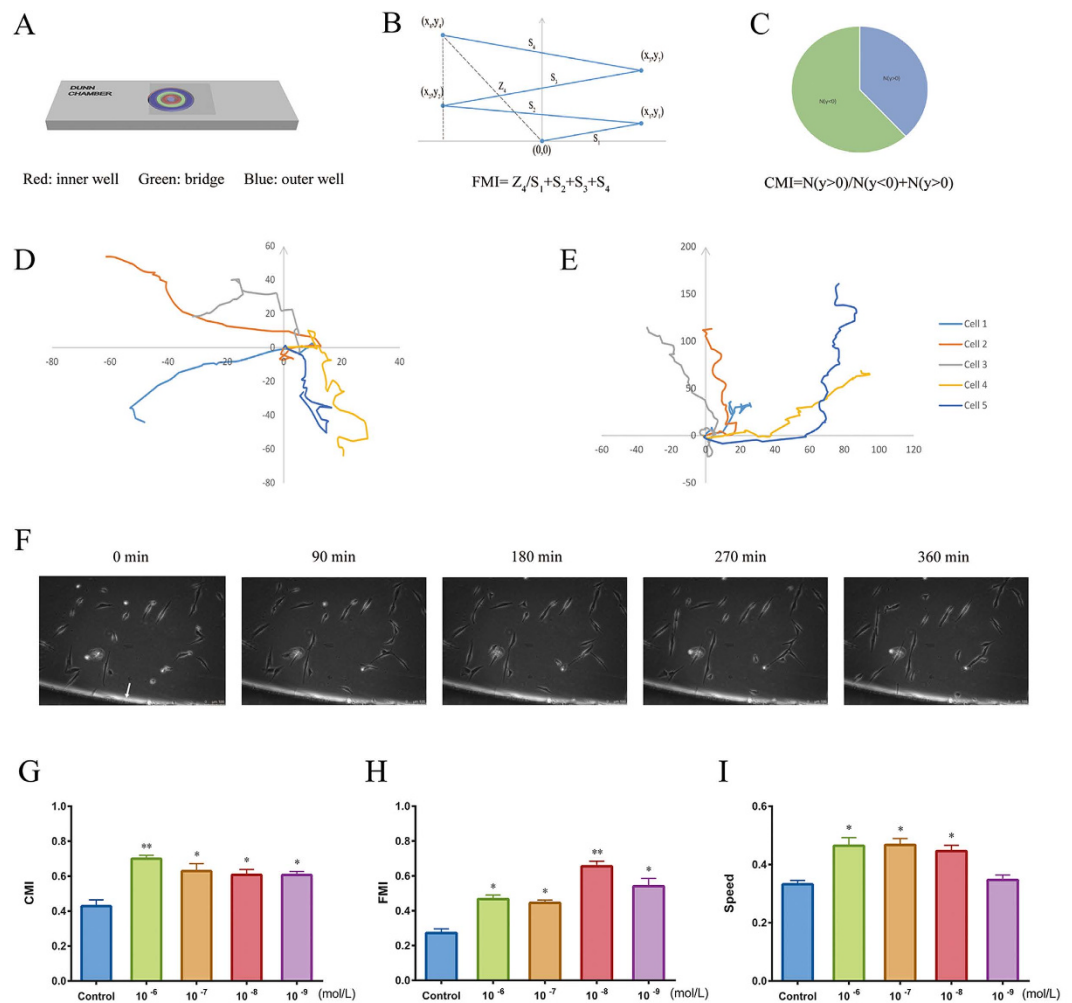 A
DUNN
CHAMBER
Red: inner well Green: bridge Blue: outer well
B
(x₄,y₄)
S₄
(x₃,y₃)
S₃
Z₄
(x₂,y₂)
S₂
(x₁,y₁)
S₁
(0,0)
FMI= Z₄/S₁+S₂+S₃+S₄
C
N(y>0)
N(y<0)
CMI=N(y>0)/N(y<0)+N(y>0)
D
60
40
20
0
-80 -60 -40 -20 0 20 40
-20
-40
-60
-80
E
200
150
100
50
0
-60 -40 -20 0 20 40 60 80 100 120
-50
Cell 1
Cell 2
Cell 3
Cell 4
Cell 5
F
0 min 90 min 180 min 270 min 360 min
G
CMI
1.0
0.8
0.6
0.4
0.2
0.0
** * * *
Control 10⁻⁶ 10⁻⁷ 10⁻⁸ 10⁻⁹ (mol/L)
H
FMI
1.0
0.8
0.6
0.4
0.2
0.0
* * ** *
Control 10⁻⁶ 10⁻⁷ 10⁻⁸ 10⁻⁹ (mol/L)
I
Speed
0.6
0.4
0.2
0.0
* * *
Control 10⁻⁶ 10⁻⁷ 10⁻⁸ 10⁻⁹ (mol/L)